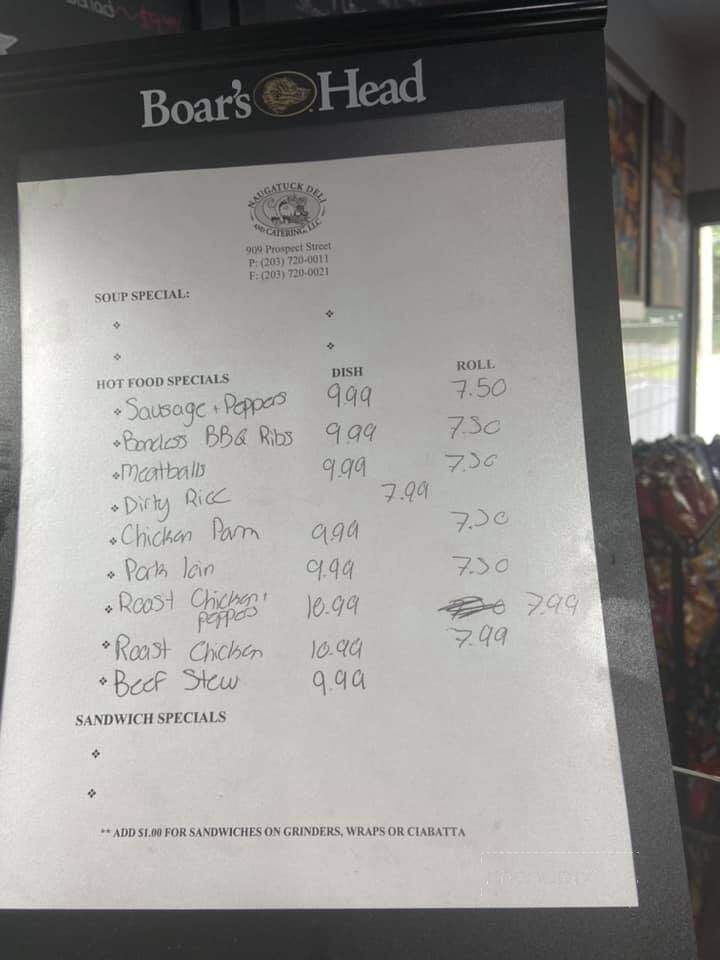 Boar's Head
NAUGATUCK DELI
AND CATERING, LLC
909 Prospect Street
P: (203) 720-0011
F: (203) 720-0021
SOUP SPECIAL:
HOT FOOD SPECIALS DISH ROLL
Sausage + Peppers 9.99 7.50
Boneless BBQ Ribs 9.99 7.50
Meatballs 9.99 7.50
Dirty Rice 7.99
Chicken Parm 9.99 7.50
Pork loin 9.99 7.50
Roast Chicken + peppers 10.99 7.99
Roast Chicken 10.99 7.99
Beef Stew 9.99
SANDWICH SPECIALS
** ADD $1.00 FOR SANDWICHES ON GRINDERS, WRAPS OR CIABATTA